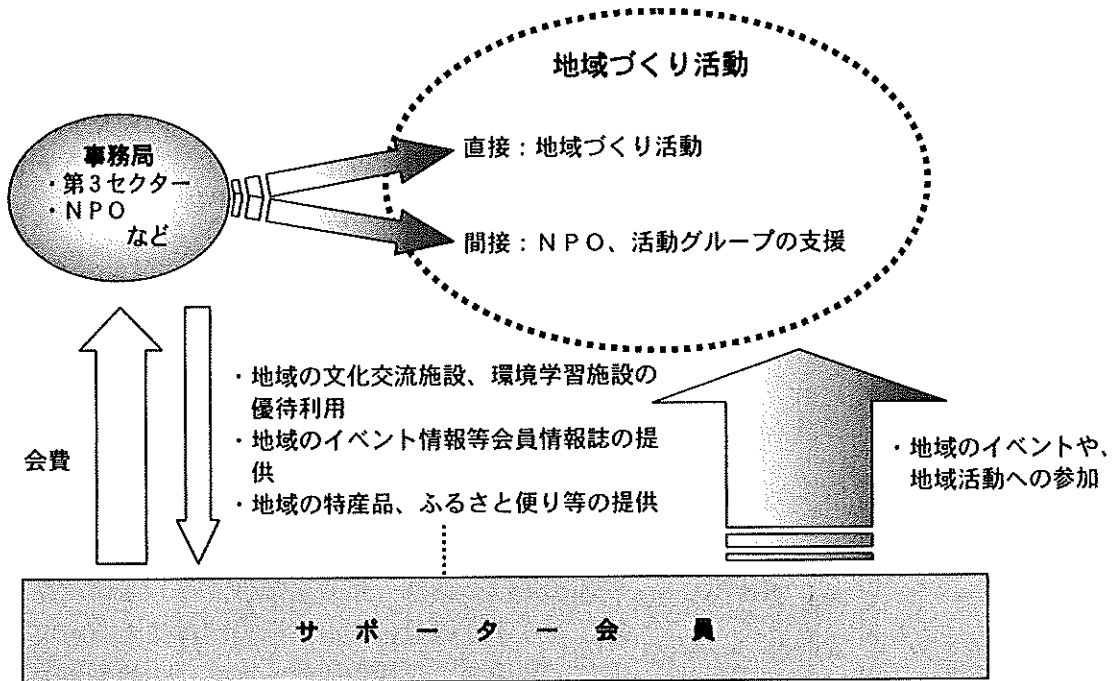 地域づくり活動
直接：地域づくり活動
間接：ＮＰＯ、活動グループの支援
事務局
・第３セクター
・ＮＰＯ
など
会費
・地域の文化交流施設、環境学習施設の
優待利用
・地域のイベント情報等会員情報誌の提
供
・地域の特産品、ふるさと便り等の提供
・地域のイベントや、
地域活動への参加
サポーター会員